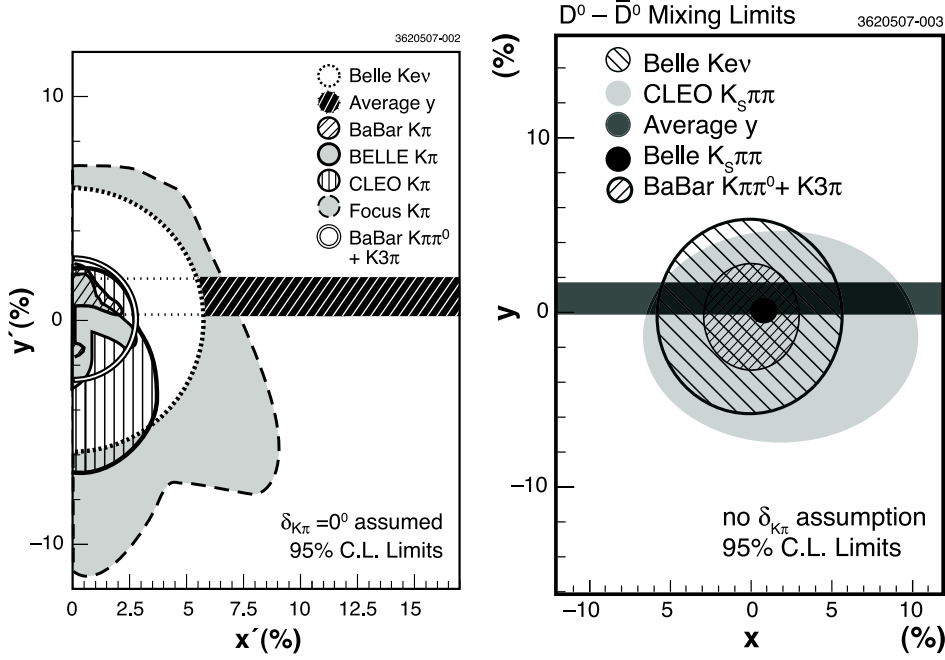 3620507-002
Belle Keν
Average y
BaBar Kπ
BELLE Kπ
CLEO Kπ
Focus Kπ
BaBar Kππ⁰
+ K3π
10
0
−10
y´(%)
δKπ =0⁰ assumed
95% C.L. Limits
0 2.5 5 7.5 10 12.5 15
x´(%)
D⁰ – D̅⁰ Mixing Limits
3620507-003
(%)
Belle Keν
CLEO Ksππ
Average y
Belle Ksππ
BaBar Kππ⁰+ K3π
10
0
−10
y
no δKπ assumption
95% C.L. Limits
−10 −5 0 5 10
x (%)